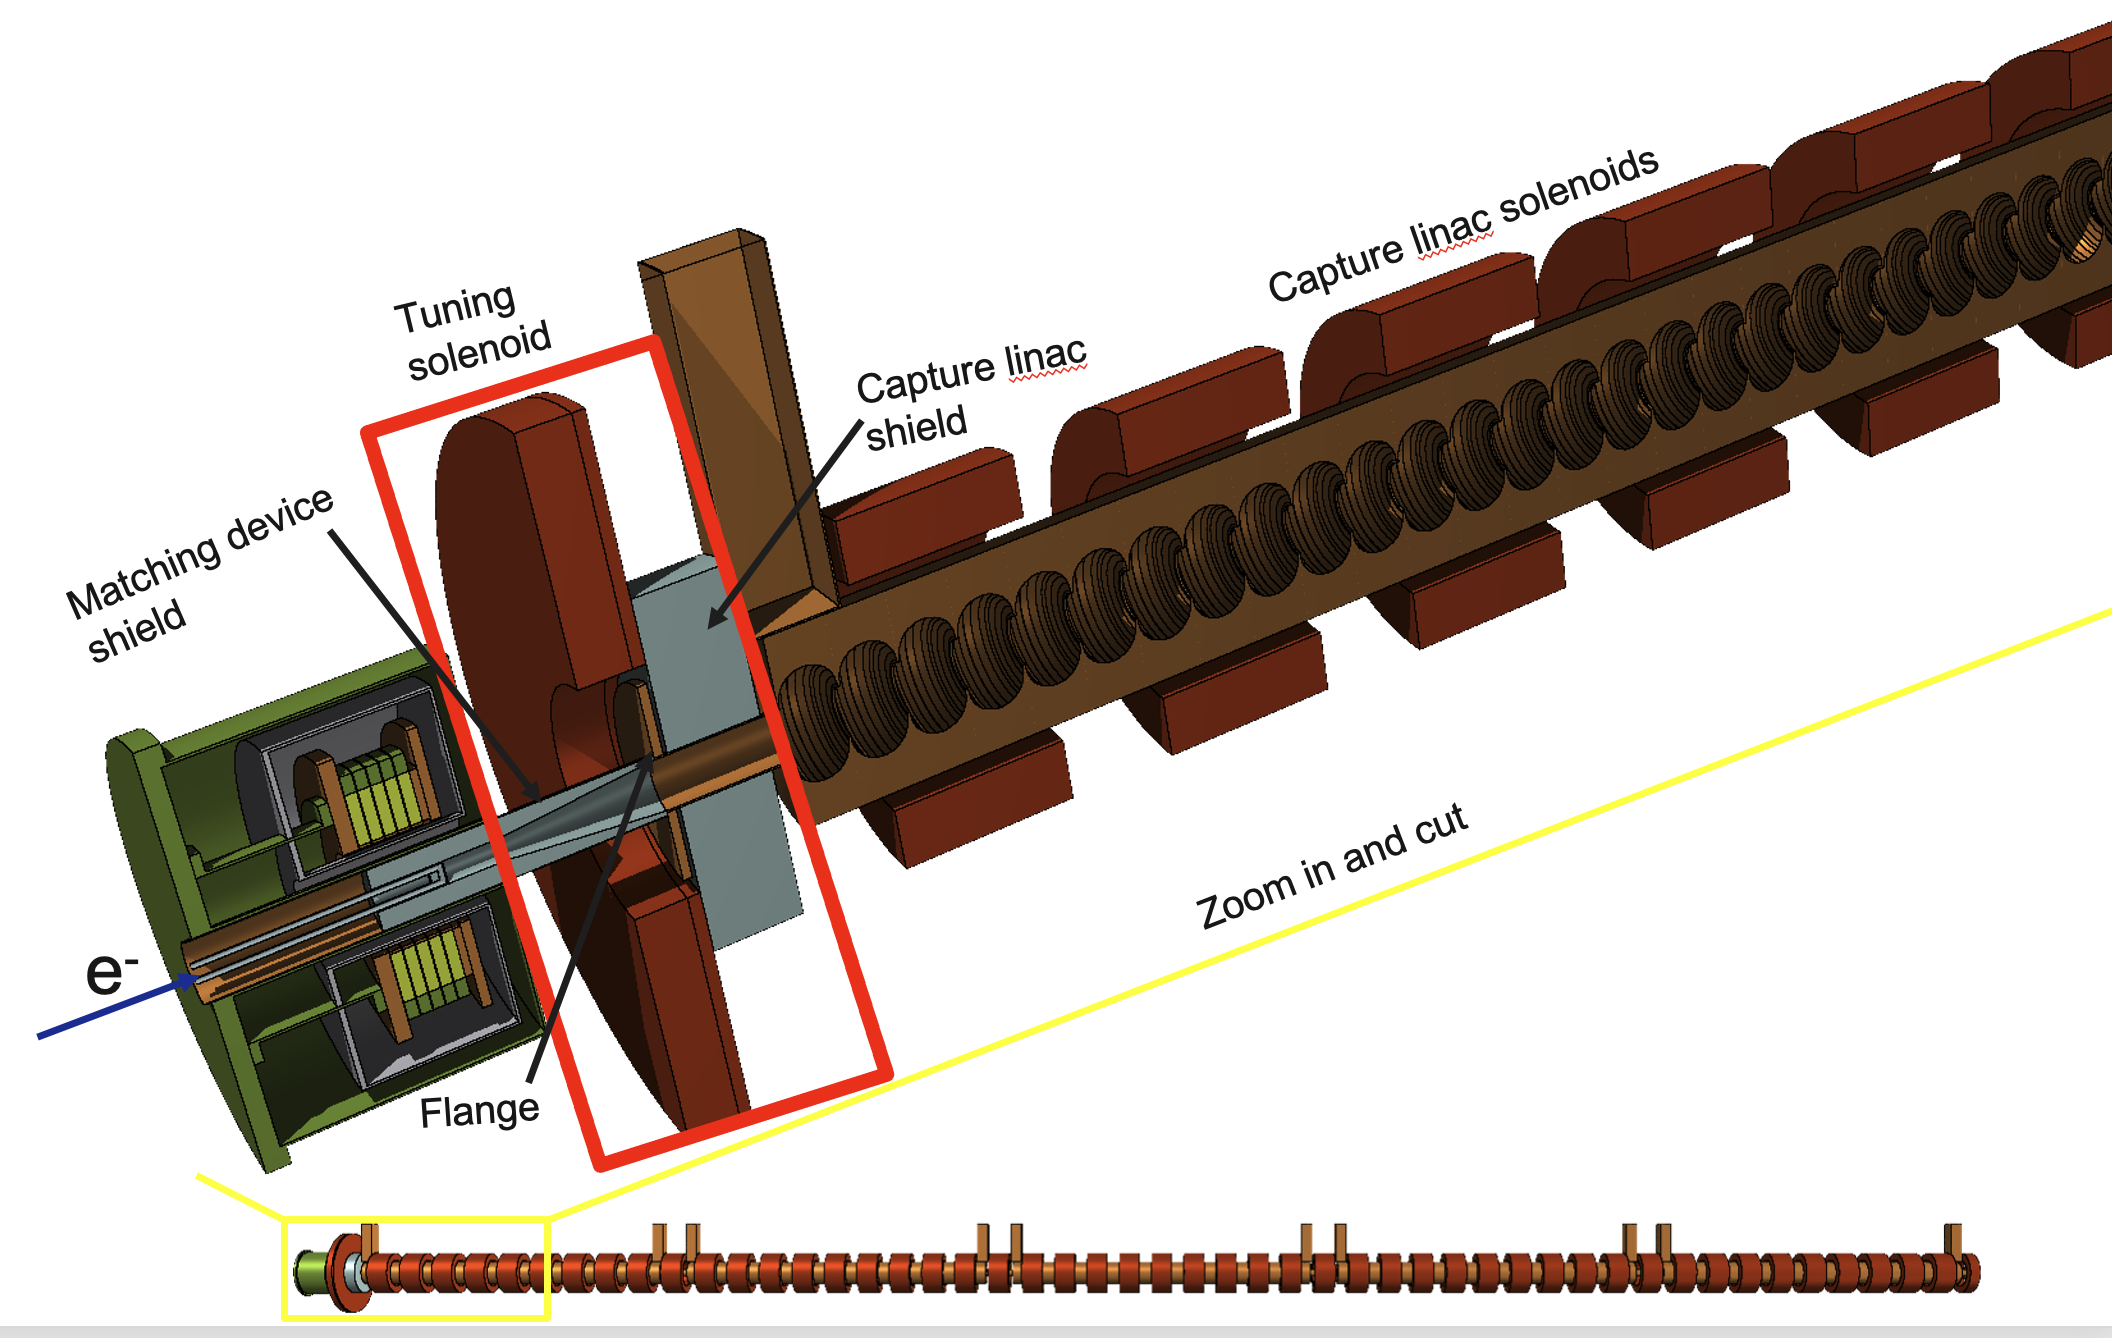 Tuning
solenoid
Capture linac solenoids
Capture linac
shield
Matching device
shield
e-
Flange
Zoom in and cut